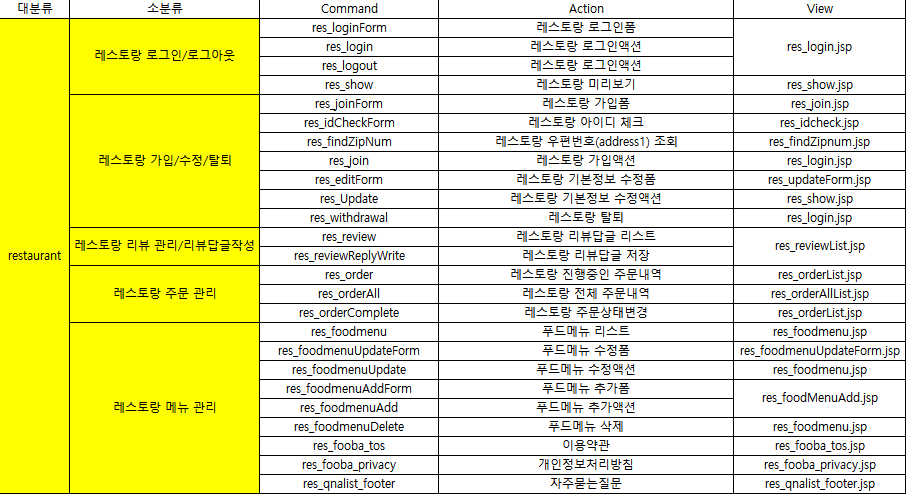 대분류 소분류 Command Action View
restaurant
레스토랑 로그인/로그아웃
res_loginForm 레스토랑 로그인폼
res_login 레스토랑 로그인액션 res_login.jsp
res_logout 레스토랑 로그인액션
res_show 레스토랑 미리보기 res_show.jsp
레스토랑 가입/수정/탈퇴
res_joinForm 레스토랑 가입폼 res_join.jsp
res_idCheckForm 레스토랑 아이디 체크 res_idcheck.jsp
res_findZipNum 레스토랑 우편번호(address1) 조회 res_findZipnum.jsp
res_join 레스토랑 가입액션 res_login.jsp
res_editForm 레스토랑 기본정보 수정폼 res_updateForm.jsp
res_Update 레스토랑 기본정보 수정액션 res_show.jsp
res_withdrawal 레스토랑 탈퇴 res_login.jsp
레스토랑 리뷰 관리/리뷰답글작성
res_review 레스토랑 리뷰답글 리스트 res_reviewList.jsp
res_reviewReplyWrite 레스토랑 리뷰답글 저장
레스토랑 주문 관리
res_order 레스토랑 진행중인 주문내역 res_orderList.jsp
res_orderAll 레스토랑 전체 주문내역 res_orderAllList.jsp
res_orderComplete 레스토랑 주문상태변경 res_orderList.jsp
레스토랑 메뉴 관리
res_foodmenu 푸드메뉴 리스트 res_foodmenu.jsp
res_foodmenuUpdateForm 푸드메뉴 수정폼 res_foodmenuUpdateForm.jsp
res_foodmenuUpdate 푸드메뉴 수정액션 res_foodmenu.jsp
res_foodmenuAddForm 푸드메뉴 추가폼 res_foodMenuAdd.jsp
res_foodmenuAdd 푸드메뉴 추가액션
res_foodmenuDelete 푸드메뉴 삭제 res_foodmenu.jsp
res_fooba_tos 이용약관 res_fooba_tos.jsp
res_fooba_privacy 개인정보처리방침 res_fooba_privacy.jsp
res_qnalist_footer 자주묻는질문 res_qnalist_footer.jsp